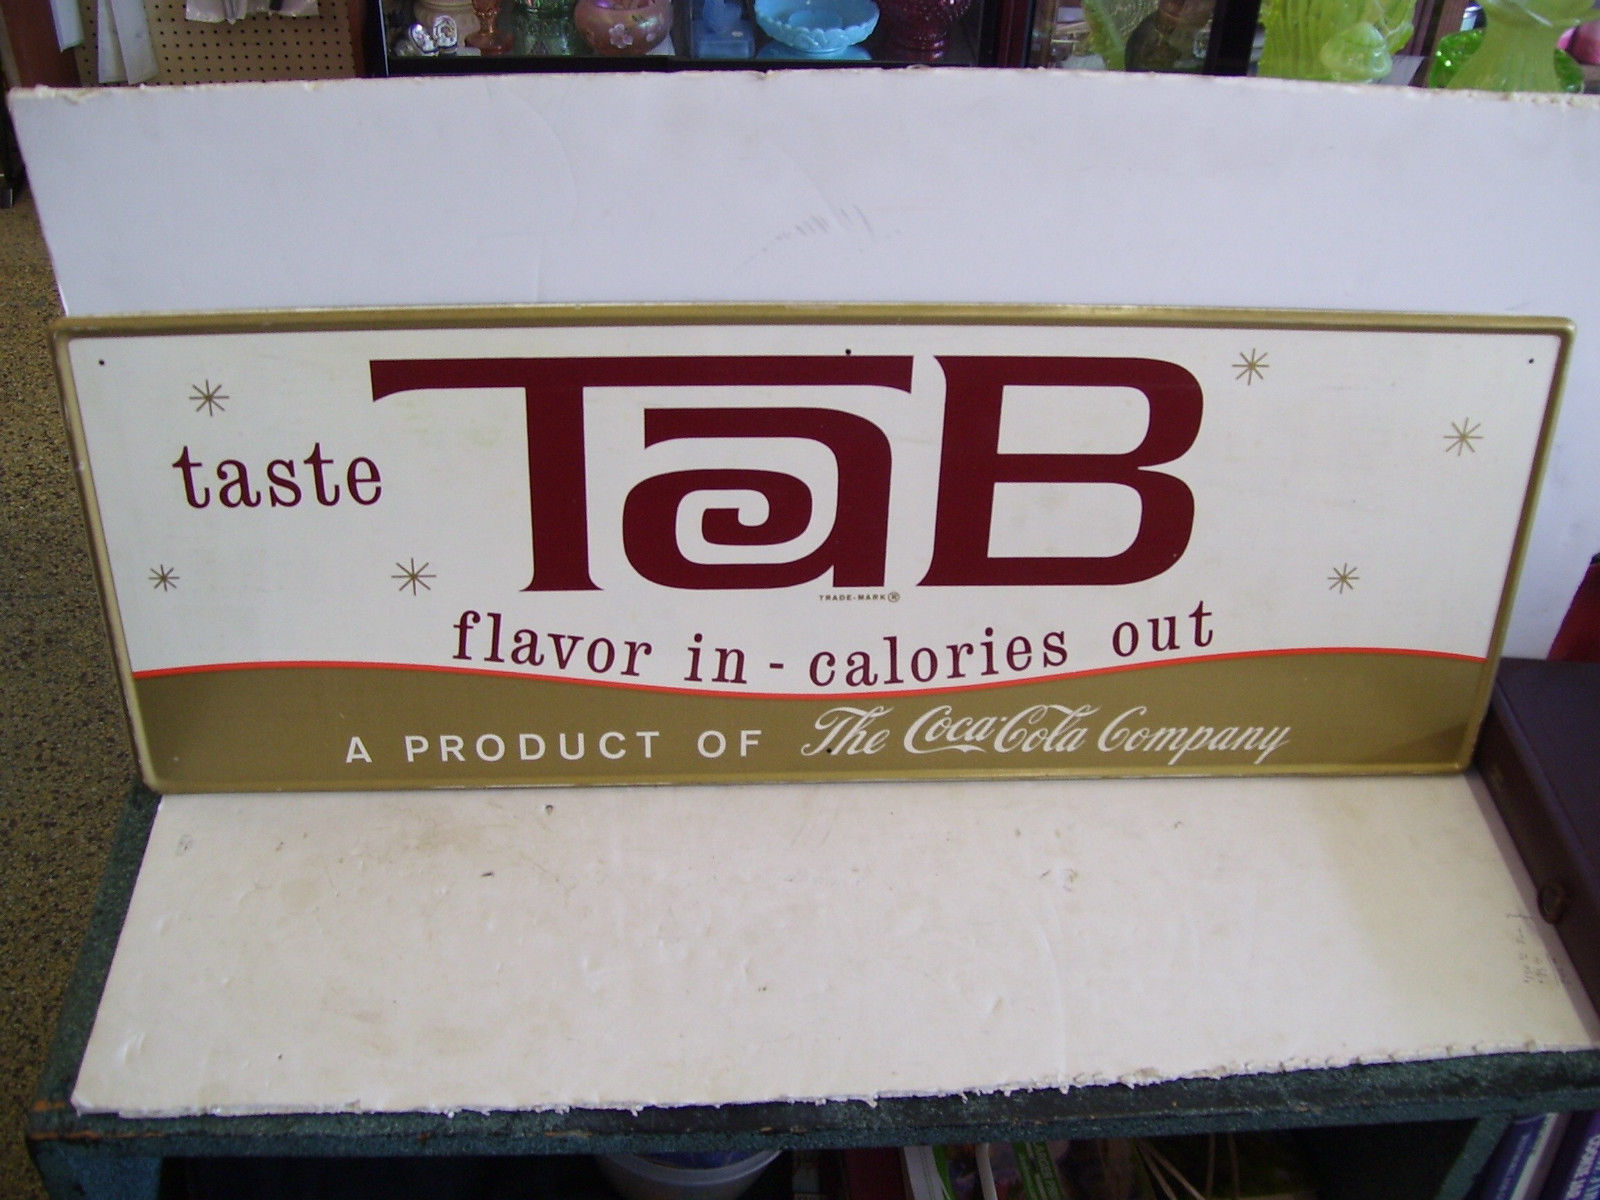 taste TaB
TRADE-MARK ®
flavor in - calories out
A PRODUCT OF The Coca-Cola Company